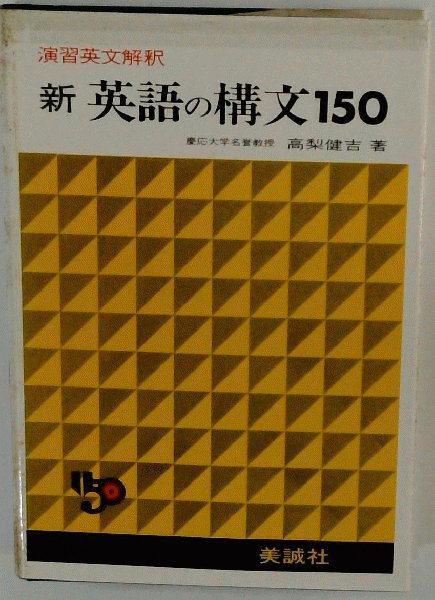 演習英文解釈
新 英語の構文150
慶応大学名誉教授 高梨健吉 著
150
美誠社